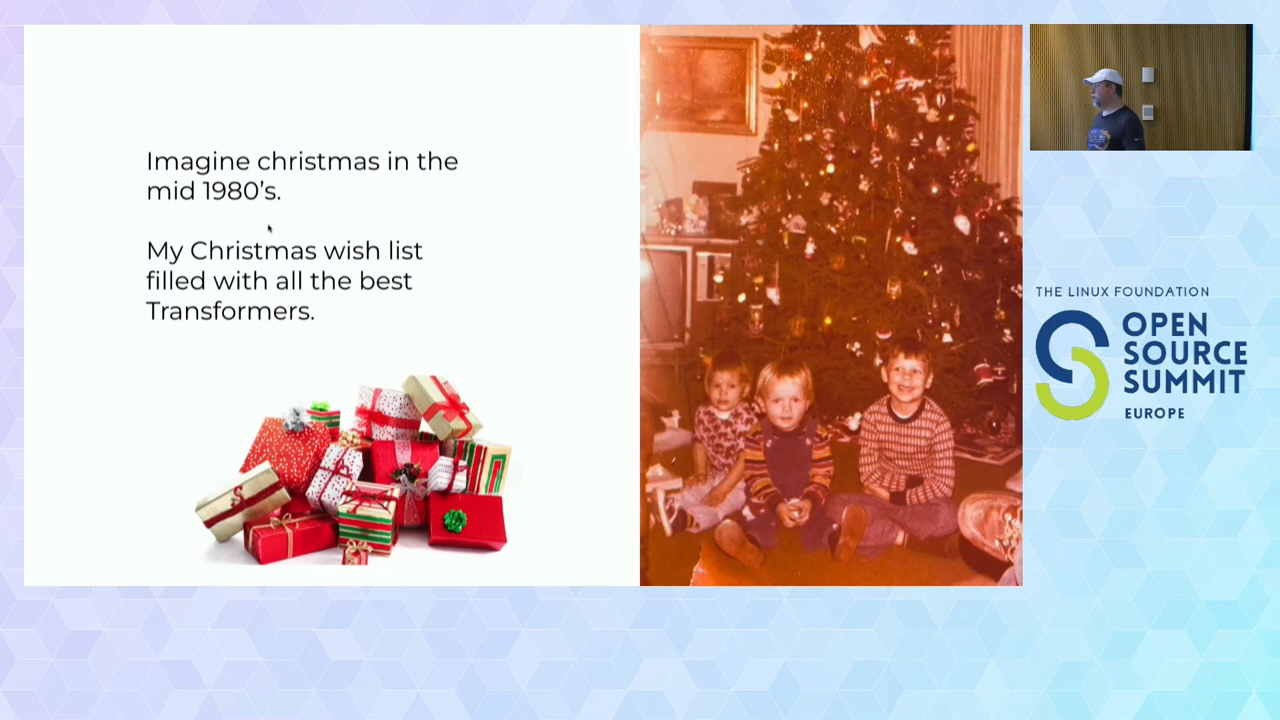 Imagine christmas in the
mid 1980's.
My Christmas wish list
filled with all the best
Transformers.
THE LINUX FOUNDATION
OPEN
SOURCE
SUMMIT
EUROPE